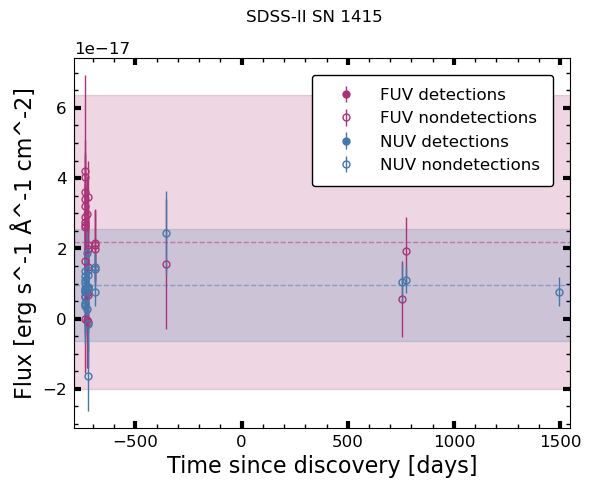 SDSS-II SN 1415
1e−17
Flux [erg s^-1 Å^-1 cm^-2]
6
4
2
0
−2
FUV detections
FUV nondetections
NUV detections
NUV nondetections
−500
0
500
1000
1500
Time since discovery [days]